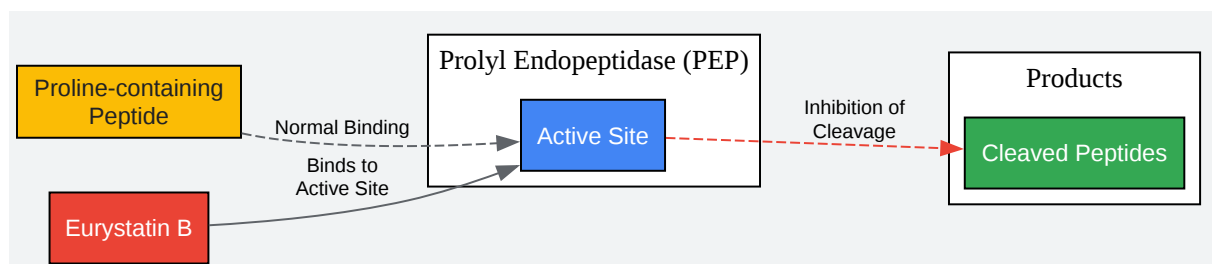 Proline-containing
Peptide
Eurystatin B
Normal Binding
Binds to
Active Site
Prolyl Endopeptidase (PEP)
Active Site
Inhibition of
Cleavage
Products
Cleaved Peptides